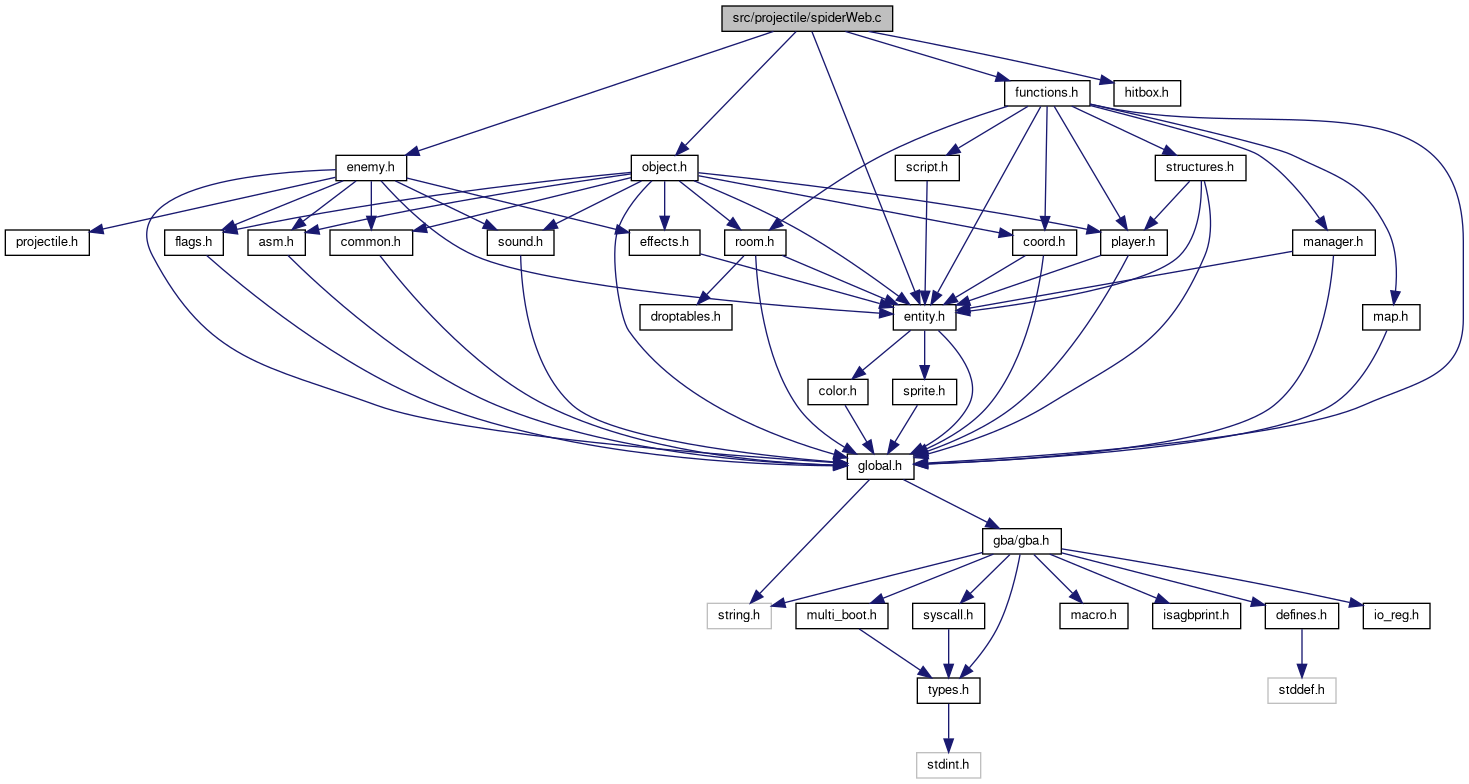 src/projectile/spiderWeb.c
functions.h
hitbox.h
enemy.h
object.h
script.h
structures.h
projectile.h
flags.h
asm.h
common.h
sound.h
effects.h
room.h
coord.h
player.h
manager.h
droptables.h
entity.h
map.h
color.h
sprite.h
global.h
gba/gba.h
string.h
multi_boot.h
syscall.h
macro.h
isagbprint.h
defines.h
io_reg.h
types.h
stddef.h
stdint.h